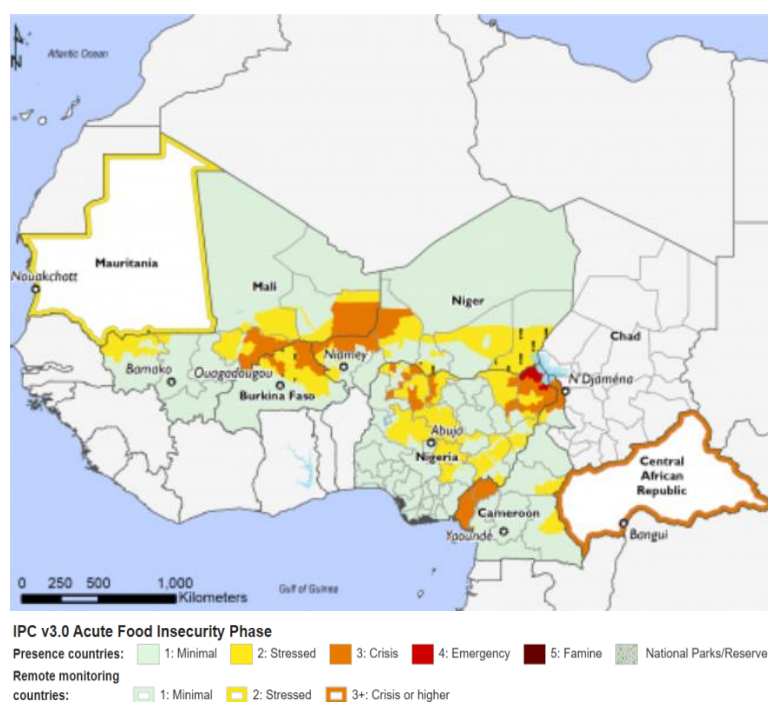 N
Atlantic Ocean
Mauritania
Nouakchott
Mali
Niger
Chad
Bamako
Ouagadougou
Niamey
N'Djaména
Burkina Faso
Abuja
Nigeria
Central
African
Republic
Cameroon
Yaoundé
Bangui
0 250 500 1,000
Kilometers
Gulf of Guinea
IPC v3.0 Acute Food Insecurity Phase
Presence countries: 1: Minimal 2: Stressed 3: Crisis 4: Emergency 5: Famine National Parks/Reserve
Remote monitoring
countries: 1: Minimal 2: Stressed 3+: Crisis or higher